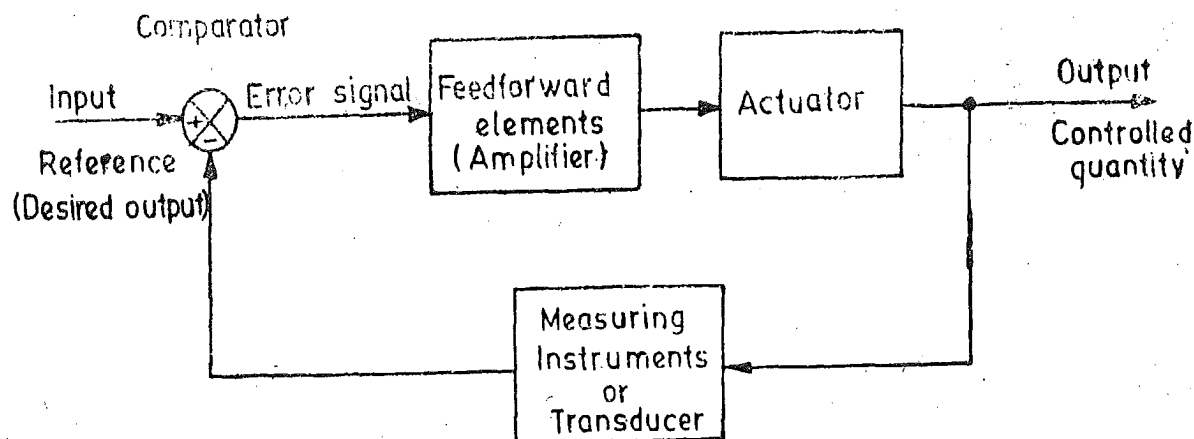 Comparator
Input
Reference
(Desired output)
+
-
Error signal
Feedforward
elements
(Amplifier)
Actuator
Output
Controlled
quantity
Measuring
Instruments
or
Transducer